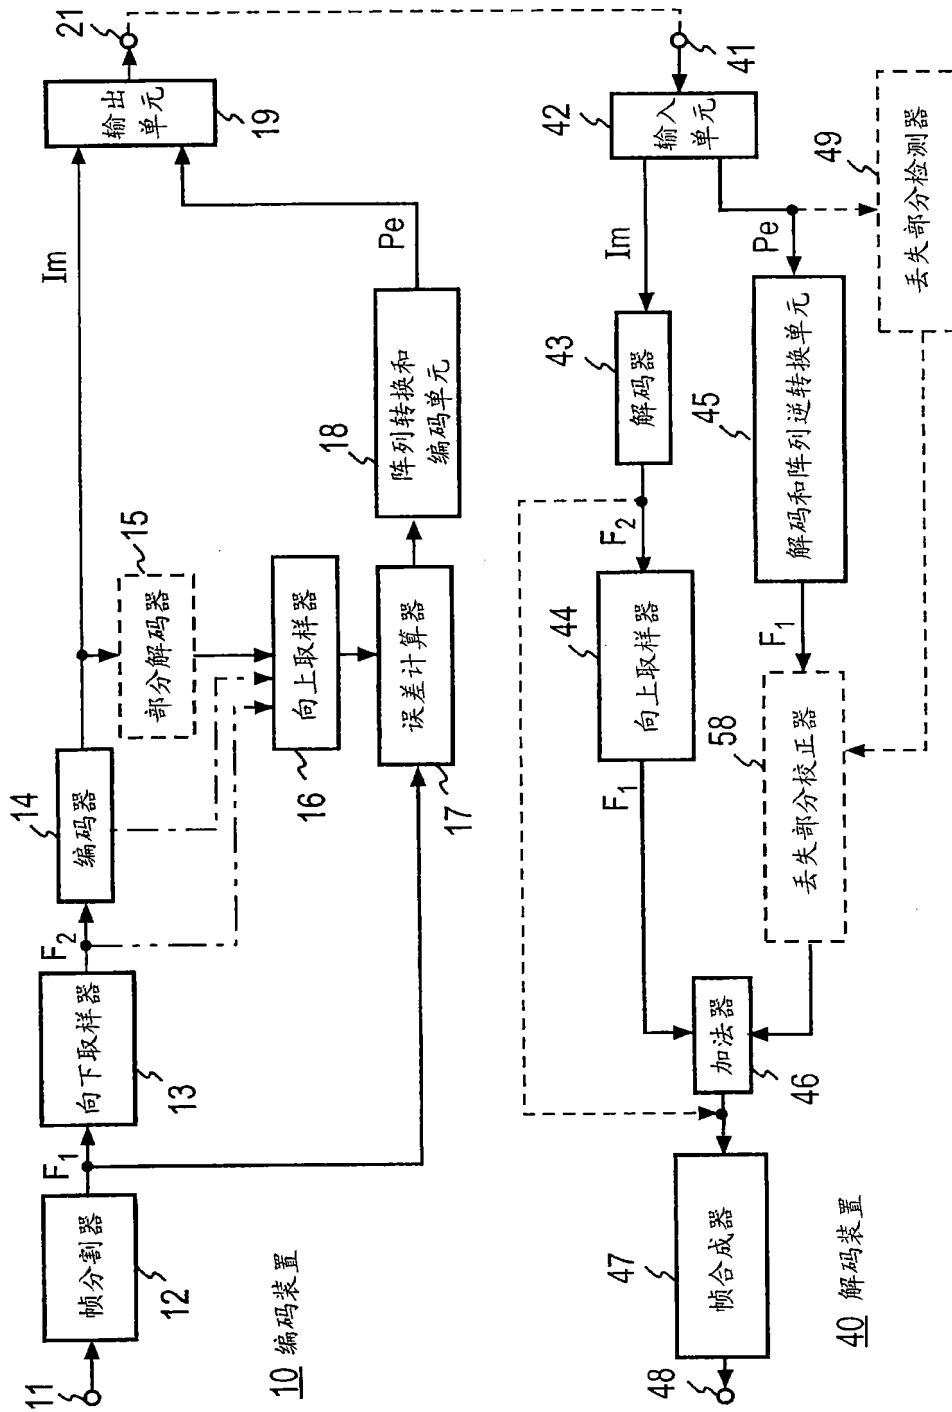 11
帧分割器
12
F1
向下取样器
13
F2
编码器
14
Im
部分解码器
15
向上取样器
16
误差计算器
17
阵列转换和
编码单元
18
Pe
输出
单元
19
21
10 编码装置
41
输入
单元
42
Im
Pe
丢失部分检测器
49
解码器
43
F2
解码和阵列逆转换单元
45
向上取样器
44
F1
F1
丢失部分校正器
58
加法器
46
帧合成器
47
48
40 解码装置